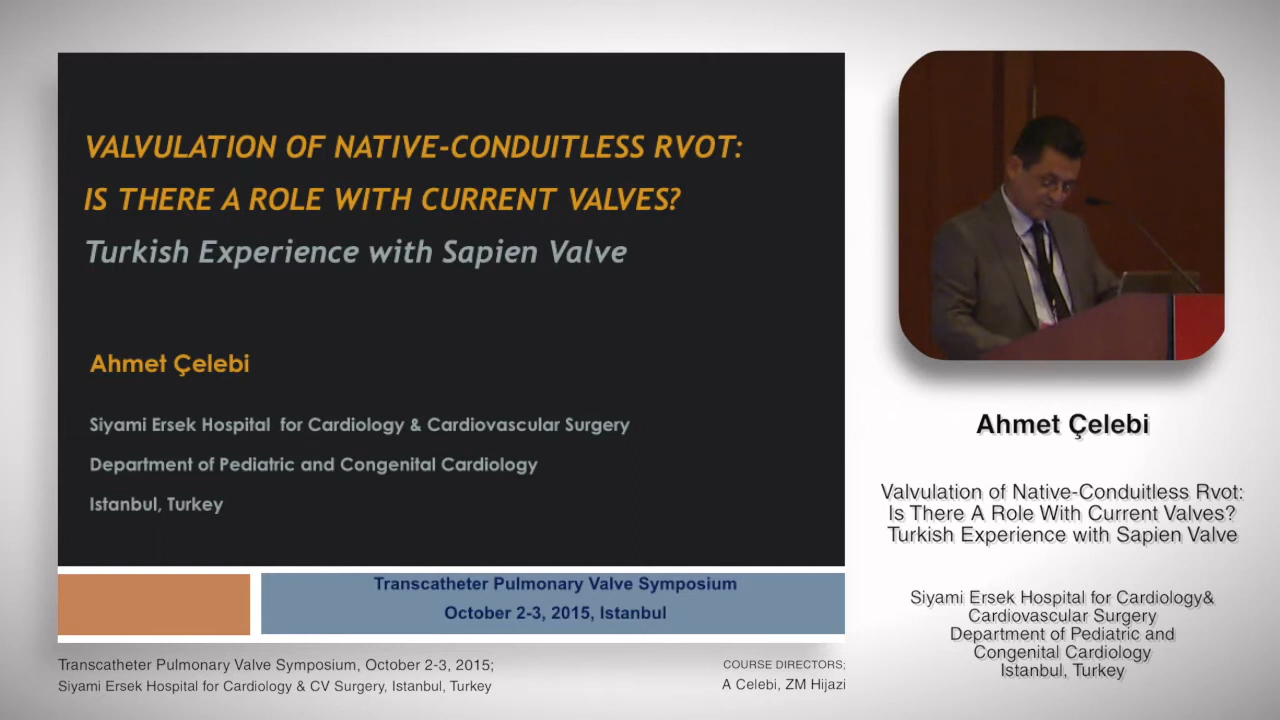 VALVULATION OF NATIVE-CONDUITLESS RVOT:
IS THERE A ROLE WITH CURRENT VALVES?
Turkish Experience with Sapien Valve
Ahmet Çelebi
Siyami Ersek Hospital for Cardiology & Cardiovascular Surgery
Department of Pediatric and Congenital Cardiology
Istanbul, Turkey
Transcatheter Pulmonary Valve Symposium
October 2-3, 2015, Istanbul
Transcatheter Pulmonary Valve Symposium, October 2-3, 2015;
Siyami Ersek Hospital for Cardiology & CV Surgery, Istanbul, Turkey
COURSE DIRECTORS;
A Celebi, ZM Hijazi
Ahmet Çelebi
Valvulation of Native-Conduitless Rvot:
Is There A Role With Current Valves?
Turkish Experience with Sapien Valve
Siyami Ersek Hospital for Cardiology&
Cardiovascular Surgery
Department of Pediatric and
Congenital Cardiology
Istanbul, Turkey